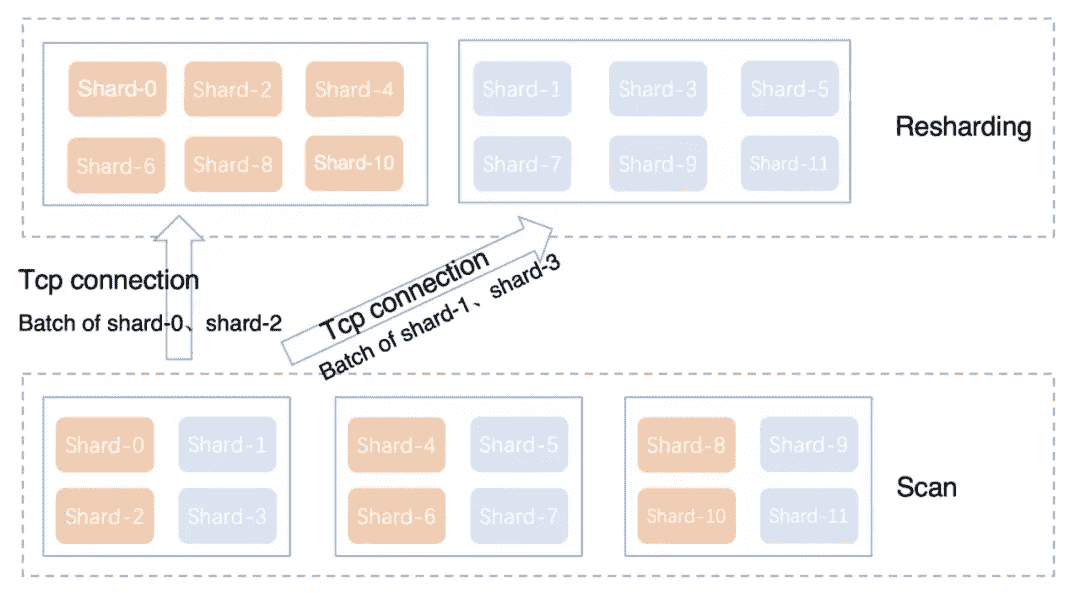 Shard-0 Shard-2 Shard-4 Shard-1 Shard-3 Shard-5
Resharding
Shard-6 Shard-8 Shard-10 Shard-7 Shard-9 Shard-11
Tcp connection
Batch of shard-0、shard-2
Tcp connection
Batch of shard-1、shard-3
Shard-0 Shard-1 Shard-4 Shard-5 Shard-8 Shard-9
Scan
Shard-2 Shard-3 Shard-6 Shard-7 Shard-10 Shard-11